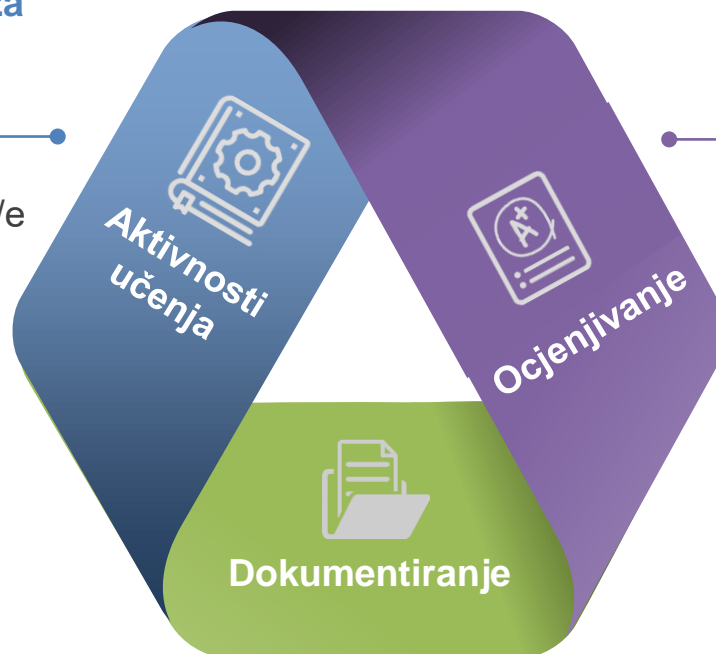 /e
Aktivnosti
učenja
A+
Ocjenjivanje
Dokumentiranje